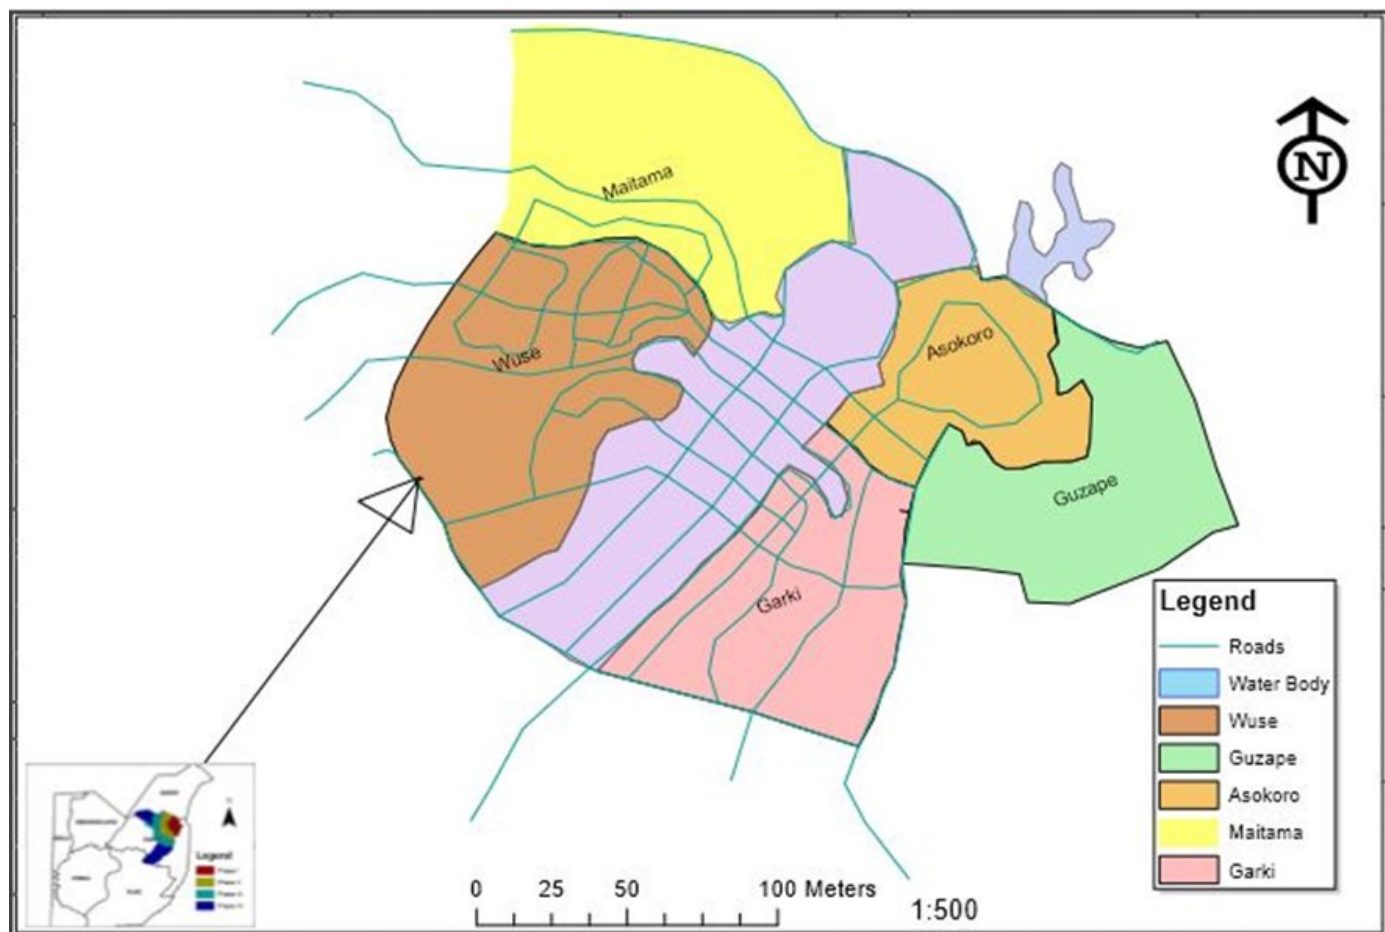 Maitama
N
Wuse
Asokoro
Guzape
Garki
Legend
Roads
Water Body
Wuse
Guzape
Asokoro
Maitama
Garki
Legend
0 25 50 100 Meters
1:500